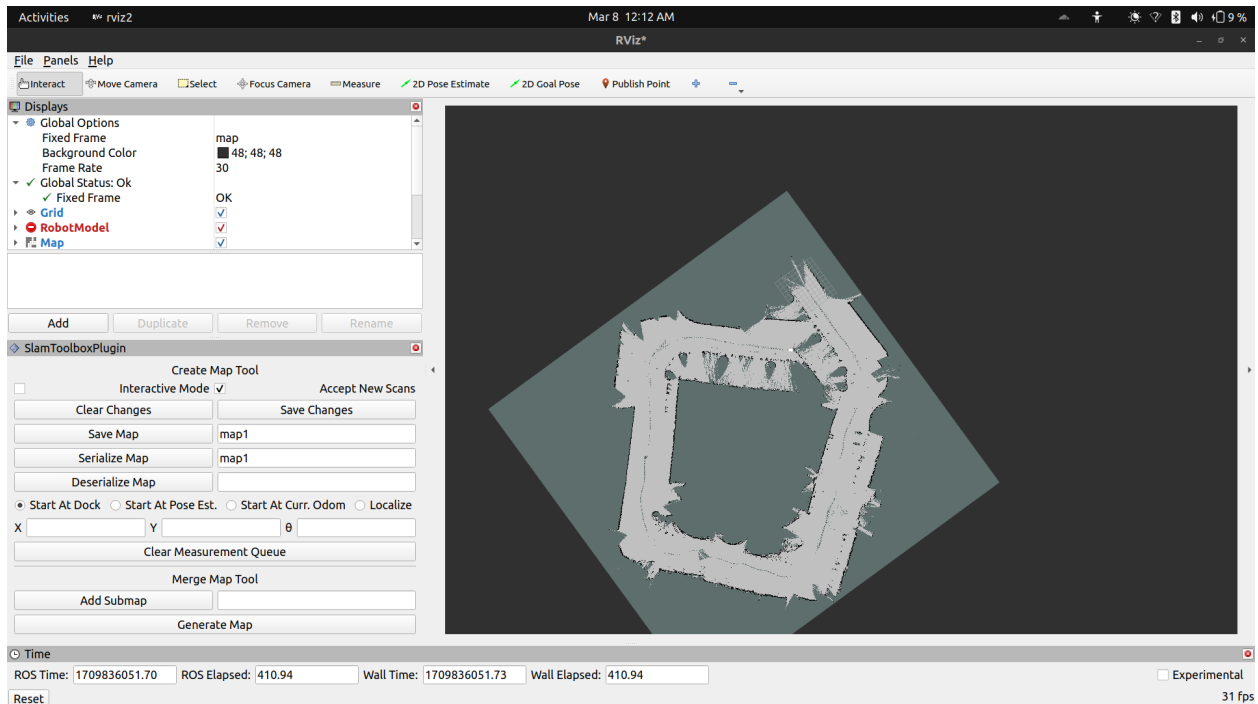 Activities rviz2 Mar 8 12:12 AM 9 %
RViz*
File Panels Help
Interact Move Camera Select Focus Camera Measure 2D Pose Estimate 2D Goal Pose Publish Point
Displays
Global Options
Fixed Frame map
Background Color 48; 48; 48
Frame Rate 30
Global Status: Ok
Fixed Frame OK
Grid
RobotModel
Map
Add Duplicate Remove Rename
SlamToolboxPlugin
Create Map Tool
Interactive Mode Accept New Scans
Clear Changes Save Changes
Save Map map1
Serialize Map map1
Deserialize Map
Start At Dock Start At Pose Est. Start At Curr. Odom Localize
X Y θ
Clear Measurement Queue
Merge Map Tool
Add Submap
Generate Map
Time
ROS Time: 1709836051.70 ROS Elapsed: 410.94 Wall Time: 1709836051.73 Wall Elapsed: 410.94 Experimental
Reset 31 fps